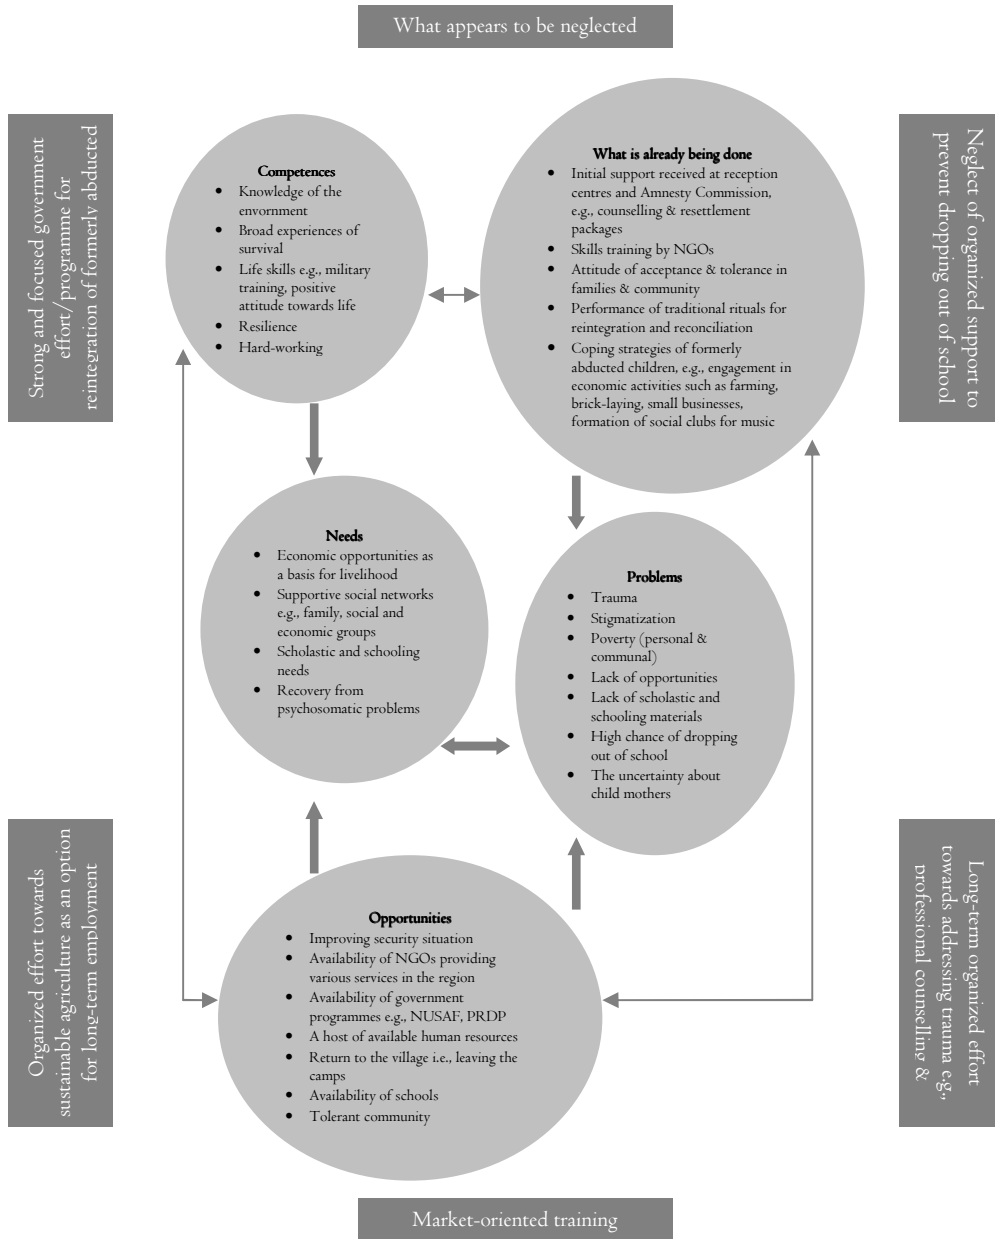 What appears to be neglected
Strong and focused government
effort/programme for
reintegration of formerly abducted
Neglect of organized support to
prevent dropping out of school
Competences
• Knowledge of the
envornment
• Broad experiences of
survival
• Life skills e.g., military
training, positive
attitude towards life
• Resilience
• Hard-working
What is already being done
• Initial support received at reception
centres and Amnesty Commission,
e.g., counselling & resettlement
packages
• Skills training by NGOs
• Attitude of acceptance & tolerance in
families & community
• Performance of traditional rituals for
reintegration and reconciliation
• Coping strategies of formerly
abducted children, e.g., engagement in
economic activities such as farming,
brick-laying, small businesses,
formation of social clubs for music
Needs
• Economic opportunities as
a basis for livelihood
• Supportive social networks
e.g., family, social and
economic groups
• Scholastic and schooling
needs
• Recovery from
psychosomatic problems
Problems
• Trauma
• Stigmatization
• Poverty (personal &
communal)
• Lack of opportunities
• Lack of scholastic and
schooling materials
• High chance of dropping
out of school
• The uncertainty about
child mothers
Organized effort towards
sustainable agriculture as an option
for long-term employment
Long-term organized effort
towards addressing trauma e.g.,
professional counselling &
Opportunities
• Improving security situation
• Availability of NGOs providing
various services in the region
• Availability of government
programmes e.g., NUSAF, PRDP
• A host of available human resources
• Return to the village i.e., leaving the
camps
• Availability of schools
• Tolerant community
Market-oriented training